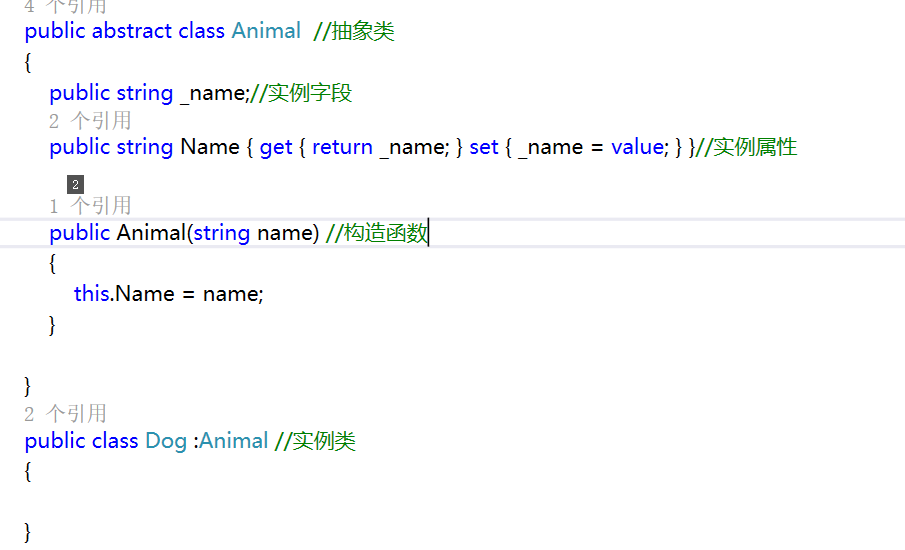 4 个引用
public abstract class Animal  //抽象类
{
public string _name;//实例字段
2 个引用
public string Name { get { return _name; } set { _name = value; } }//实例属性
2
1 个引用
public Animal(string name) //构造函数
{
this.Name = name;
}
}
2 个引用
public class Dog :Animal //实例类
{
}